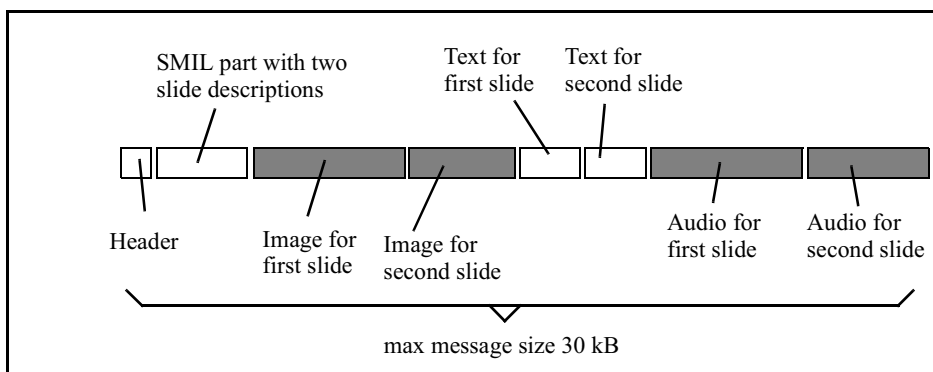 SMIL part with two
slide descriptions
Text for
first slide
Text for
second slide
Header
Image for
first slide
Image for
second slide
Audio for
first slide
Audio for
second slide
max message size 30 kB